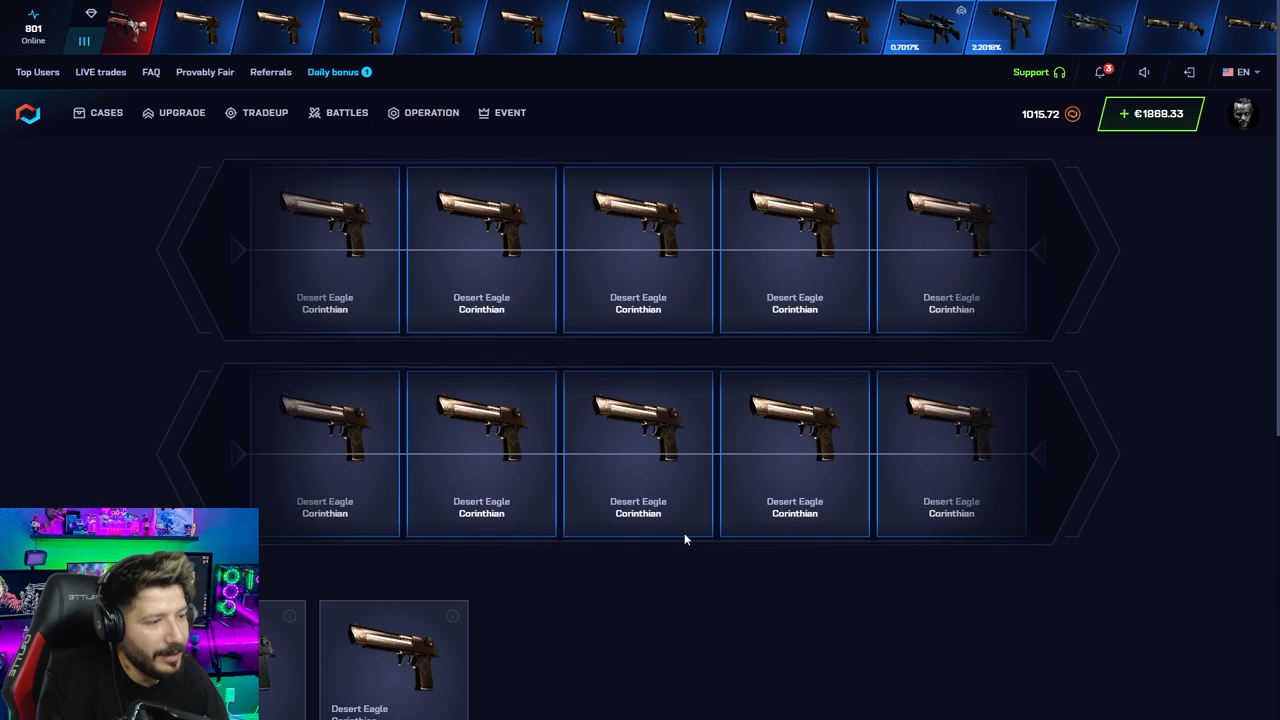 801
Online
0.7017%
2.2018%
Top Users LIVE trades FAQ Provably Fair Referrals Daily bonus 1
Support 3 EN
CASES UPGRADE TRADEUP BATTLES OPERATION EVENT
1015.72 + €1868.33
Desert Eagle Desert Eagle Desert Eagle Desert Eagle Desert Eagle
Corinthian Corinthian Corinthian Corinthian Corinthian
Desert Eagle Desert Eagle Desert Eagle Desert Eagle Desert Eagle
Corinthian Corinthian Corinthian Corinthian Corinthian
Desert Eagle
Corinthian